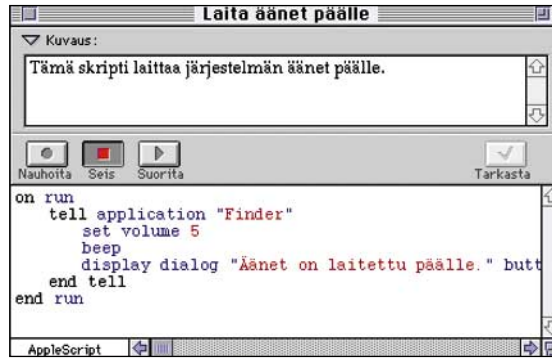 Laita äänet päälle
Kuvaus:
Tämä skripti laittaa järjestelmän äänet päälle.
Nauhoita Seis Suorita Tarkasta
on run
tell application "Finder"
set volume 5
beep
display dialog "Äänet on laitettu päälle." butt
end tell
end run
AppleScript